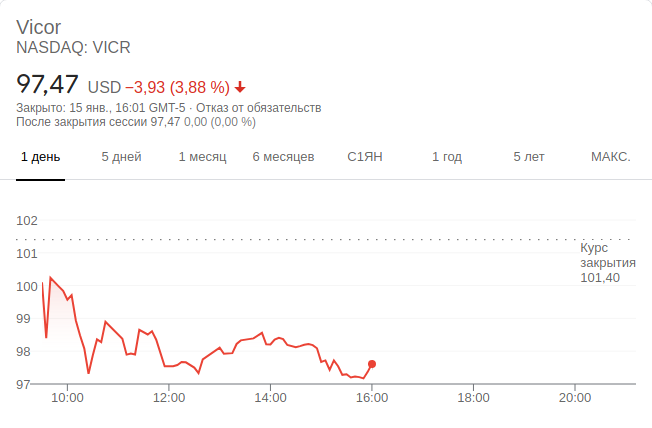 Vicor
NASDAQ: VICR
97,47 USD −3,93 (3,88 %)
Закрыто: 15 янв., 16:01 GMT-5 · Отказ от обязательств
После закрытия сессии 97,47 0,00 (0,00 %)
1 день 5 дней 1 месяц 6 месяцев С1ЯН 1 год 5 лет МАКС.
102
101
100
99
98
97
Курс
закрытия
101,40
10:00 12:00 14:00 16:00 18:00 20:00